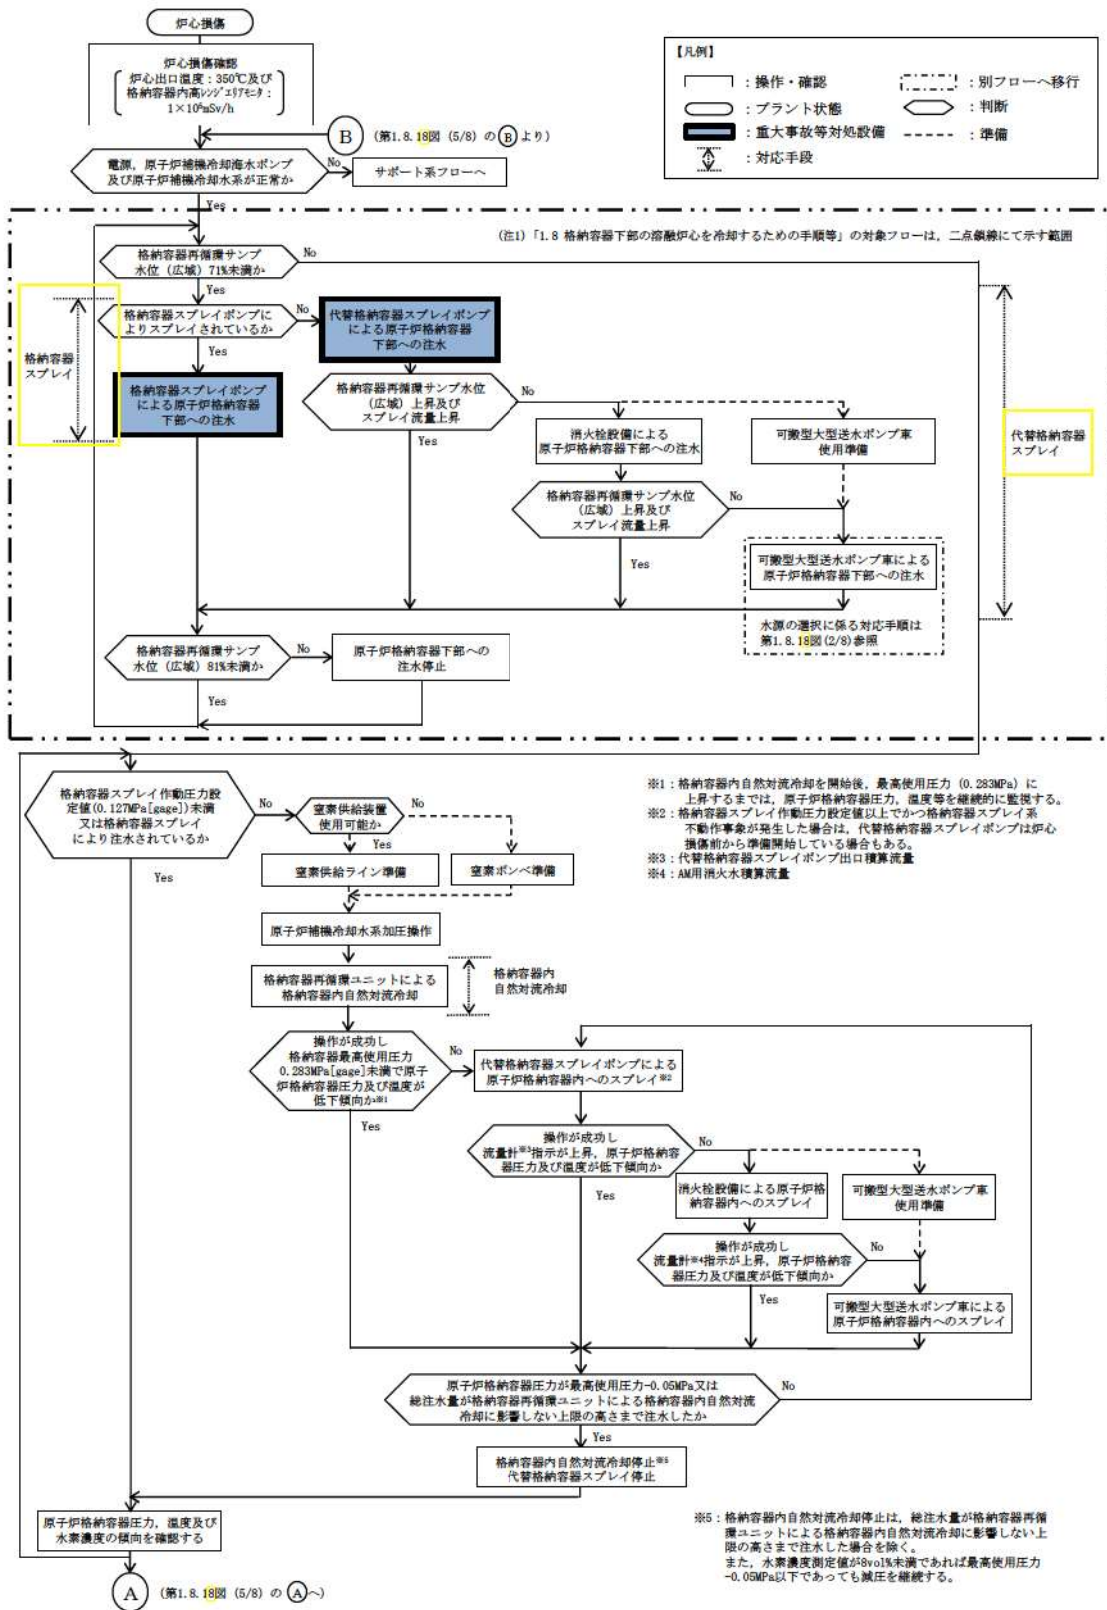 炉心損傷
炉心損傷確認
炉心出口温度：350℃及び
格納容器内高ﾚﾝｼﾞｴﾘｱﾓﾆﾀ：
1×10⁵mSv/h
【凡例】
：操作・確認
：プラント状態
：重大事故等対処設備
：対応手段
：別フローへ移行
：判断
：準備
B
(第1.8.18図 (5/8) の Ⓑ より)
電源，原子炉補機冷却海水ポンプ
及び原子炉補機冷却水系が正常か
No
サポート系フローへ
Yes
(注1)「1.8 格納容器下部の溶融炉心を冷却するための手順等」の対象フローは，二点鎖線にて示す範囲
格納容器再循環サンプ
水位（広域）71%未満か
No
Yes
格納容器
スプレイ
格納容器スプレイポンプに
よりスプレイされているか
No
Yes
代替格納容器スプレイポンプ
による原子炉格納容器
下部への注水
格納容器スプレイポンプ
による原子炉格納容器
下部への注水
格納容器再循環サンプ水位
（広域）上昇及び
スプレイ流量上昇
No
Yes
消火栓設備による
原子炉格納容器下部への注水
可搬型大型送水ポンプ車
使用準備
代替格納容器
スプレイ
格納容器再循環サンプ水位
（広域）上昇及び
スプレイ流量上昇
No
Yes
可搬型大型送水ポンプ車による
原子炉格納容器下部への注水
水源の選択に係る対応手順は
第1.8.18図(2/8)参照
格納容器再循環サンプ
水位（広域）81%未満か
No
原子炉格納容器下部への
注水停止
Yes
格納容器スプレイ作動圧力設
定値(0.127MPa[gage])未満
又は格納容器スプレイ
により注水されているか
No
Yes
窒素供給装置
使用可能か
No
Yes
窒素供給ライン準備
窒素ボンベ準備
原子炉補機冷却水系加圧操作
格納容器再循環ユニットによる
格納容器内自然対流冷却
格納容器内
自然対流冷却
※1：格納容器内自然対流冷却を開始後，最高使用圧力（0.283MPa）に
上昇するまでは，原子炉格納容器圧力，温度等を継続的に監視する。
※2：格納容器スプレイ作動圧力設定値以上でかつ格納容器スプレイ系
不動作事象が発生した場合は，代替格納容器スプレイポンプは炉心
損傷前から準備開始している場合もある。
※3：代替格納容器スプレイポンプ出口積算流量
※4：AM用消火水積算流量
操作が成功し
格納容器最高使用圧力
0.283MPa[gage]未満で原子
炉格納容器圧力及び温度が
低下傾向か※1
No
Yes
代替格納容器スプレイポンプによる
原子炉格納容器内へのスプレイ※2
操作が成功し
流量計※3指示が上昇，原子炉格納容
器圧力及び温度が低下傾向か
No
Yes
消火栓設備による原子炉格
納容器内へのスプレイ
可搬型大型送水ポンプ車
使用準備
操作が成功し
流量計※4指示が上昇，原子炉格納容
器圧力及び温度が低下傾向か
No
Yes
可搬型大型送水ポンプ車による
原子炉格納容器内へのスプレイ
原子炉格納容器圧力が最高使用圧力-0.05MPa又は
総注水量が格納容器再循環ユニットによる格納容器内自然対流
冷却に影響しない上限の高さまで注水したか
No
Yes
格納容器内自然対流冷却停止※5
代替格納容器スプレイ停止
原子炉格納容器圧力，温度及び
水素濃度の傾向を確認する
※5：格納容器内自然対流冷却停止は，総注水量が格納容器再循
環ユニットによる格納容器内自然対流冷却に影響しない上
限の高さまで注水した場合を除く。
また，水素濃度測定値が8vol%未満であれば最高使用圧力
-0.05MPa以下であっても減圧を継続する。
A
(第1.8.18図 (5/8) の Ⓐへ)